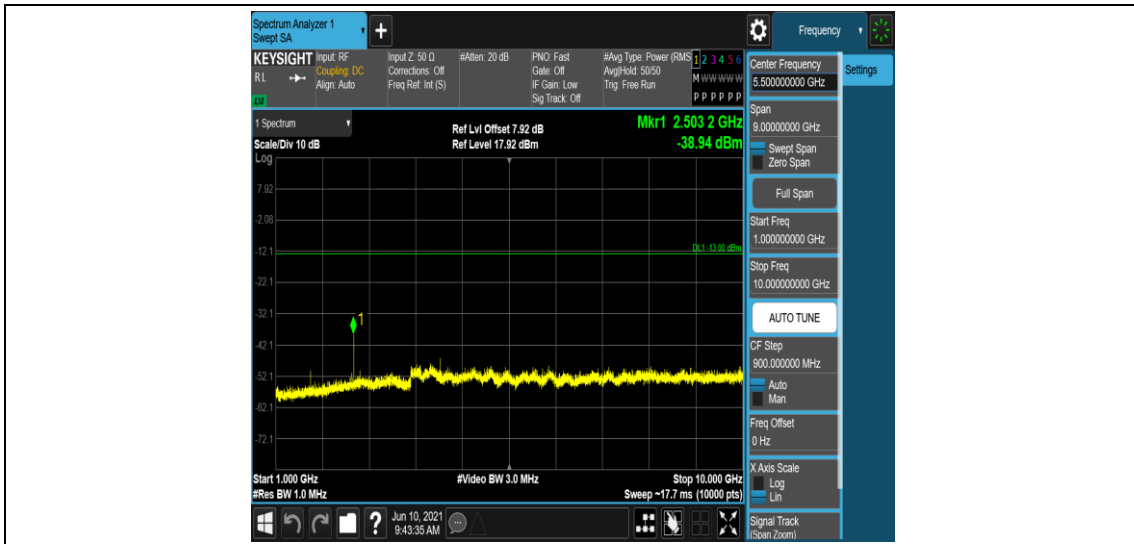 Spectrum Analyzer 1
Swept SA
+
Frequency
KEYSIGHT
R L
LXI
Input: RF
Coupling: DC
Align: Auto
Input Z: 50 Ω
Corrections: Off
Freq Ref: Int (S)
#Atten: 20 dB
PNO: Fast
Gate: Off
IF Gain: Low
Sig Track: Off
#Avg Type: Power (RMS
Avg|Hold: 50/50
Trig: Free Run
1 2 3 4 5 6
M W W W W W
P P P P P P
Center Frequency
5.500000000 GHz
Settings
Span
9.00000000 GHz
Swept Span
Zero Span
Full Span
Start Freq
1.000000000 GHz
Stop Freq
10.000000000 GHz
AUTO TUNE
CF Step
900.000000 MHz
Auto
Man
Freq Offset
0 Hz
X Axis Scale
Log
Lin
Signal Track
(Span Zoom)
1 Spectrum
Scale/Div 10 dB
Log
Ref Lvl Offset 7.92 dB
Ref Level 17.92 dBm
Mkr1 2.503 2 GHz
-38.94 dBm
7.92
-2.08
-12.1
DL1 -13.00 dBm
-22.1
-32.1
1
-42.1
-52.1
-62.1
-72.1
Start 1.000 GHz
#Res BW 1.0 MHz
#Video BW 3.0 MHz
Stop 10.000 GHz
Sweep ~17.7 ms (10000 pts)
?
Jun 10, 2021
9:43:35 AM